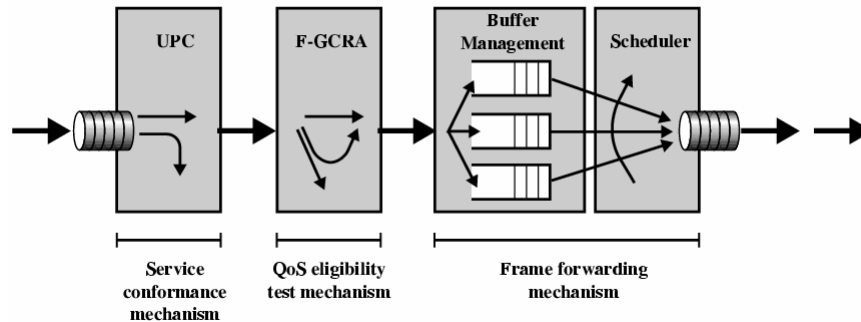 UPC
F-GCRA
Buffer
Management
Scheduler
Service
conformance
mechanism
QoS eligibility
test mechanism
Frame forwarding
mechanism